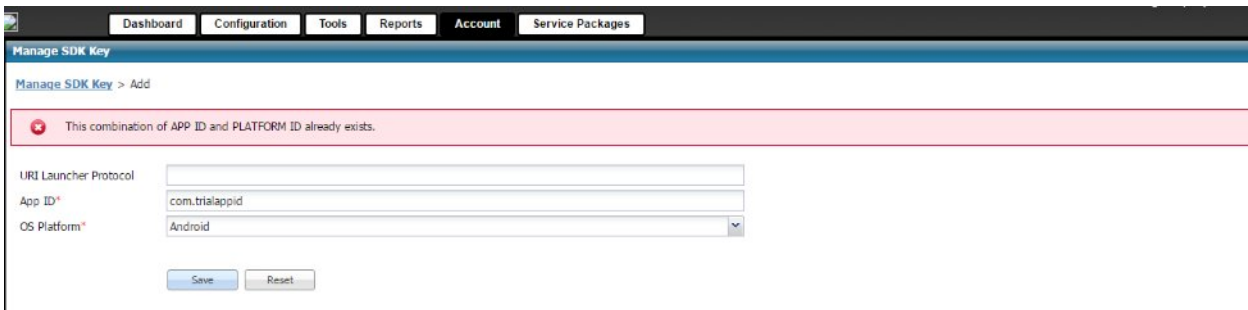 Dashboard Configuration Tools Reports Account Service Packages
Manage SDK Key
Manage SDK Key > Add
This combination of APP ID and PLATFORM ID already exists.
URI Launcher Protocol
App ID* com.trialappid
OS Platform* Android
Save Reset